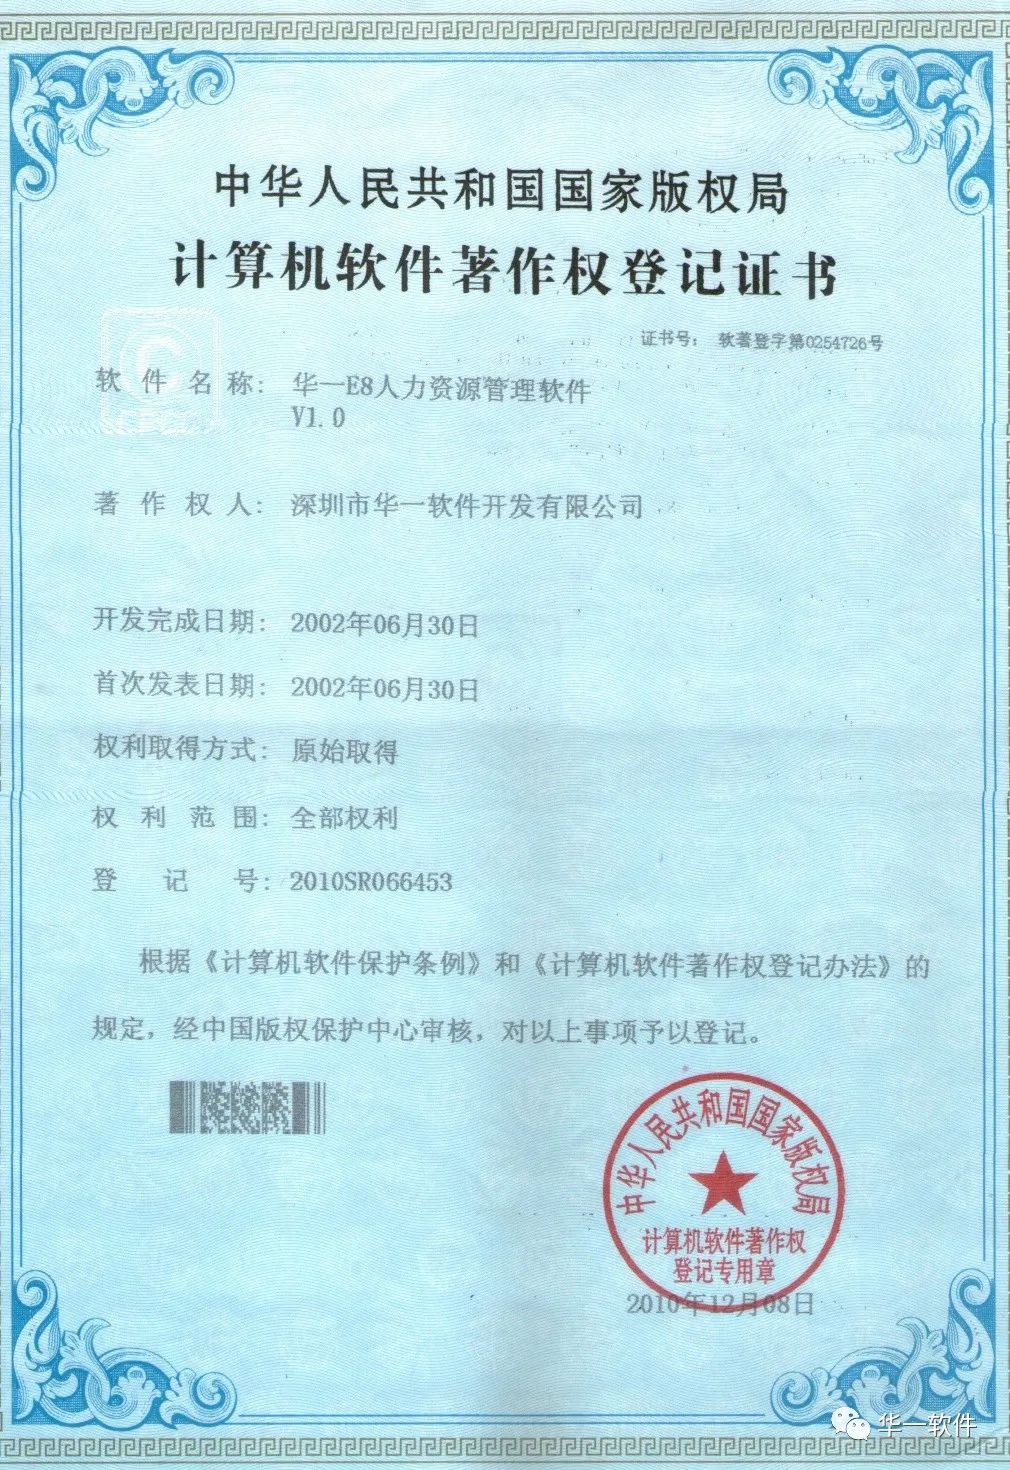 中华人民共和国国家版权局
计算机软件著作权登记证书
证书号： 软著登字第0254726号
CPCC
软件名称： 华一E8人力资源管理软件
V1.0
著作权人： 深圳市华一软件开发有限公司
开发完成日期： 2002年06月30日
首次发表日期： 2002年06月30日
权利取得方式： 原始取得
权利范围： 全部权利
登记号： 2010SR066453
根据《计算机软件保护条例》和《计算机软件著作权登记办法》的
规定，经中国版权保护中心审核，对以上事项予以登记。
中华人民共和国国家版权局
计算机软件著作权
登记专用章
2010年12月08日
华一软件